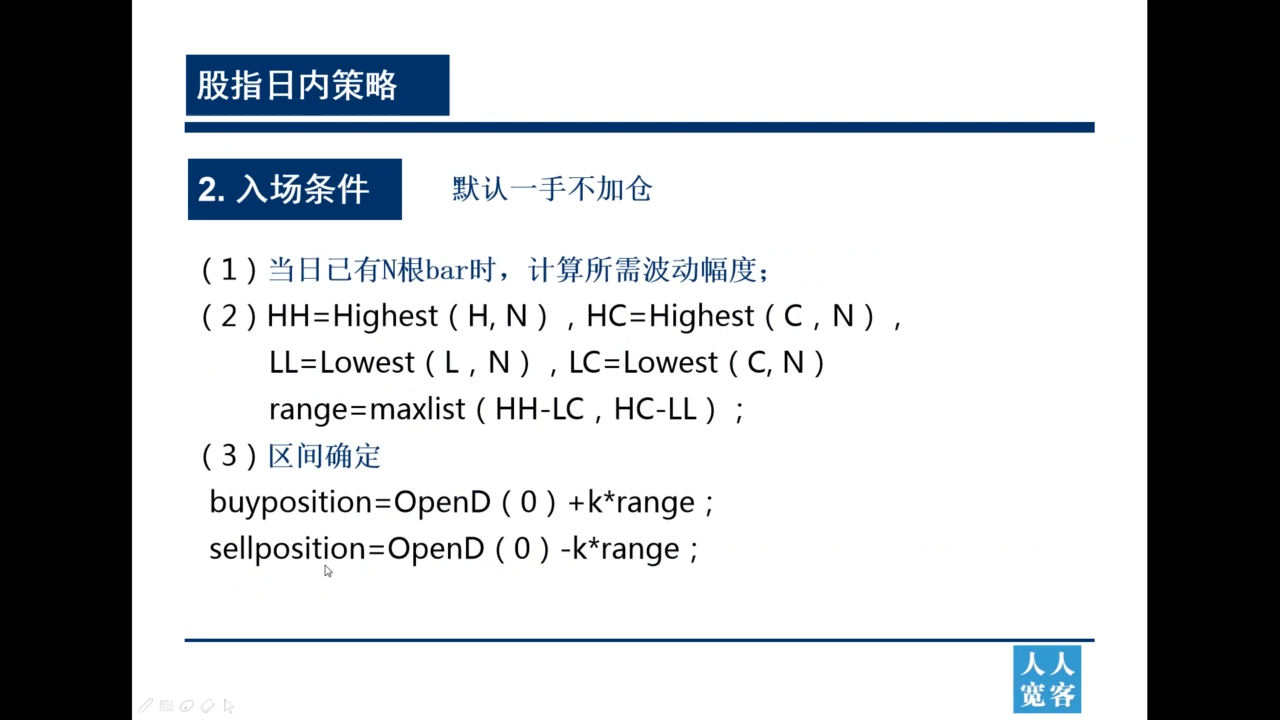 股指日内策略
2. 入场条件 默认一手不加仓
（1）当日已有N根bar时，计算所需波动幅度；
（2）HH=Highest（H, N），HC=Highest（C，N），
LL=Lowest（L，N），LC=Lowest（C, N）
range=maxlist（HH-LC，HC-LL）；
（3）区间确定
buyposition=OpenD（0）+k*range；
sellposition=OpenD（0）-k*range；
人人
宽客